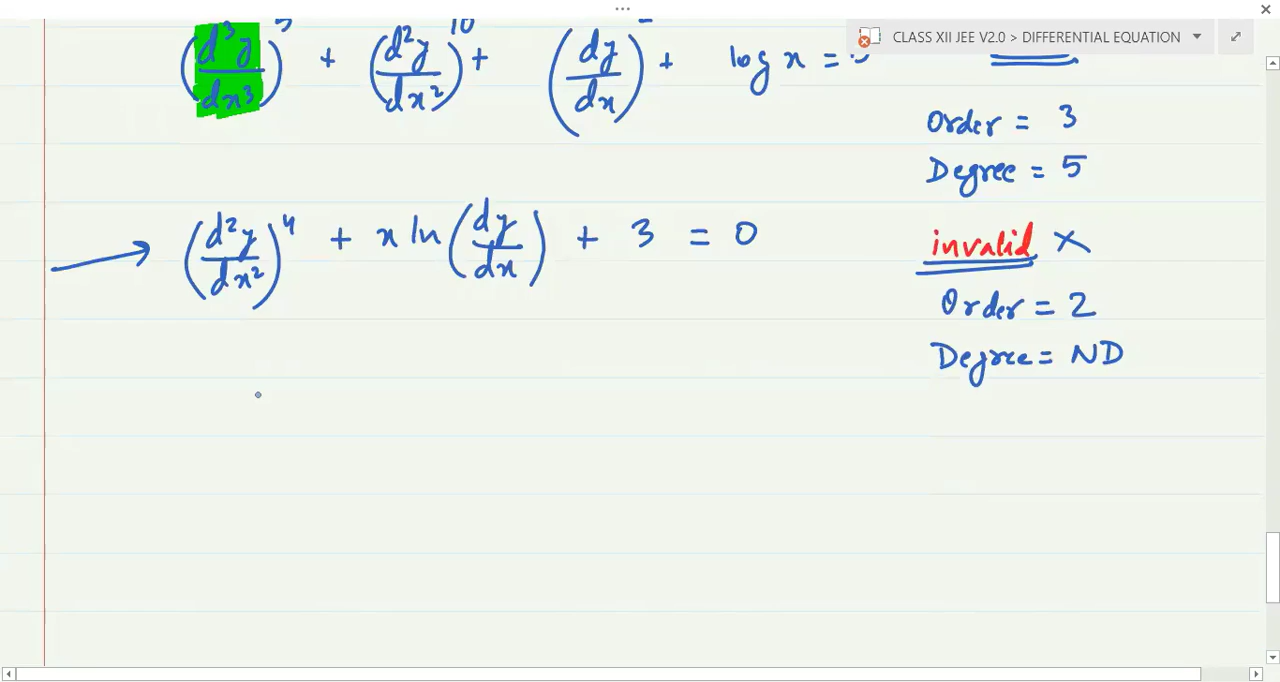 CLASS XII JEE V2.0 > DIFFERENTIAL EQUATION
(d³y/dx³)⁵ + (d²y/dx²)¹⁰ + (dy/dx) + log x =
Order = 3
Degree = 5
(d²y/dx²)⁴ + x ln(dy/dx) + 3 = 0
invalid ×
Order = 2
Degree = ND